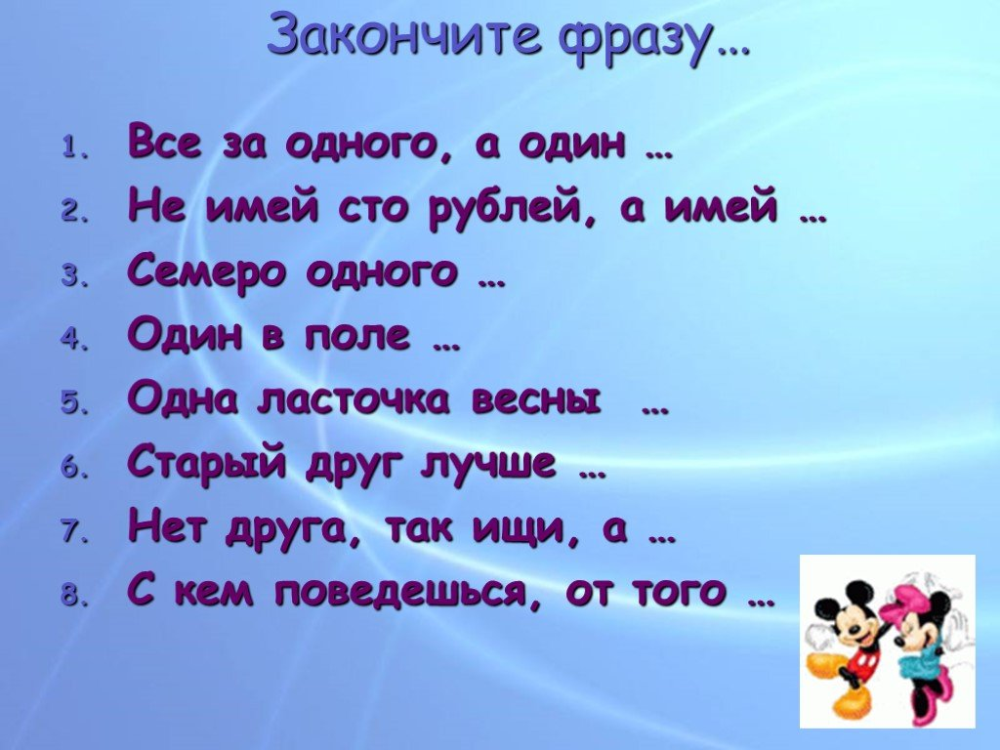 Закончите фразу…
1. Все за одного, а один …
2. Не имей сто рублей, а имей …
3. Семеро одного …
4. Один в поле …
5. Одна ласточка весны …
6. Старый друг лучше …
7. Нет друга, так ищи, а …
8. С кем поведешься, от того …